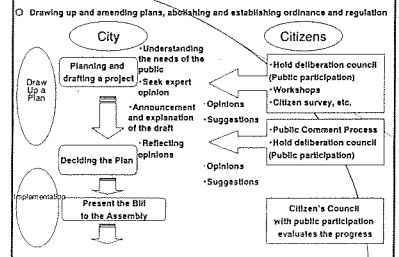 ○ Drawing up and amending plans, abolishing and establishing ordinance and regulation
City
Citizens
Draw
Up a
Plan
Planning and
drafting a project
・Understanding
the needs of the
public
・Seek expert
opinion
・Hold deliberation council
(Public participation)
・Workshops
・Citizen survey, etc.
・Opinions
・Suggestions
・Announcement
and explanation
of the draft
・Reflecting
opinions
・Public Comment Process
・Hold deliberation council
(Public participation)
Deciding the Plan
・Opinions
・Suggestions
Implementation
Present the Bill
to the Assembly
Citizen's Council
with public participation
evaluates the progress